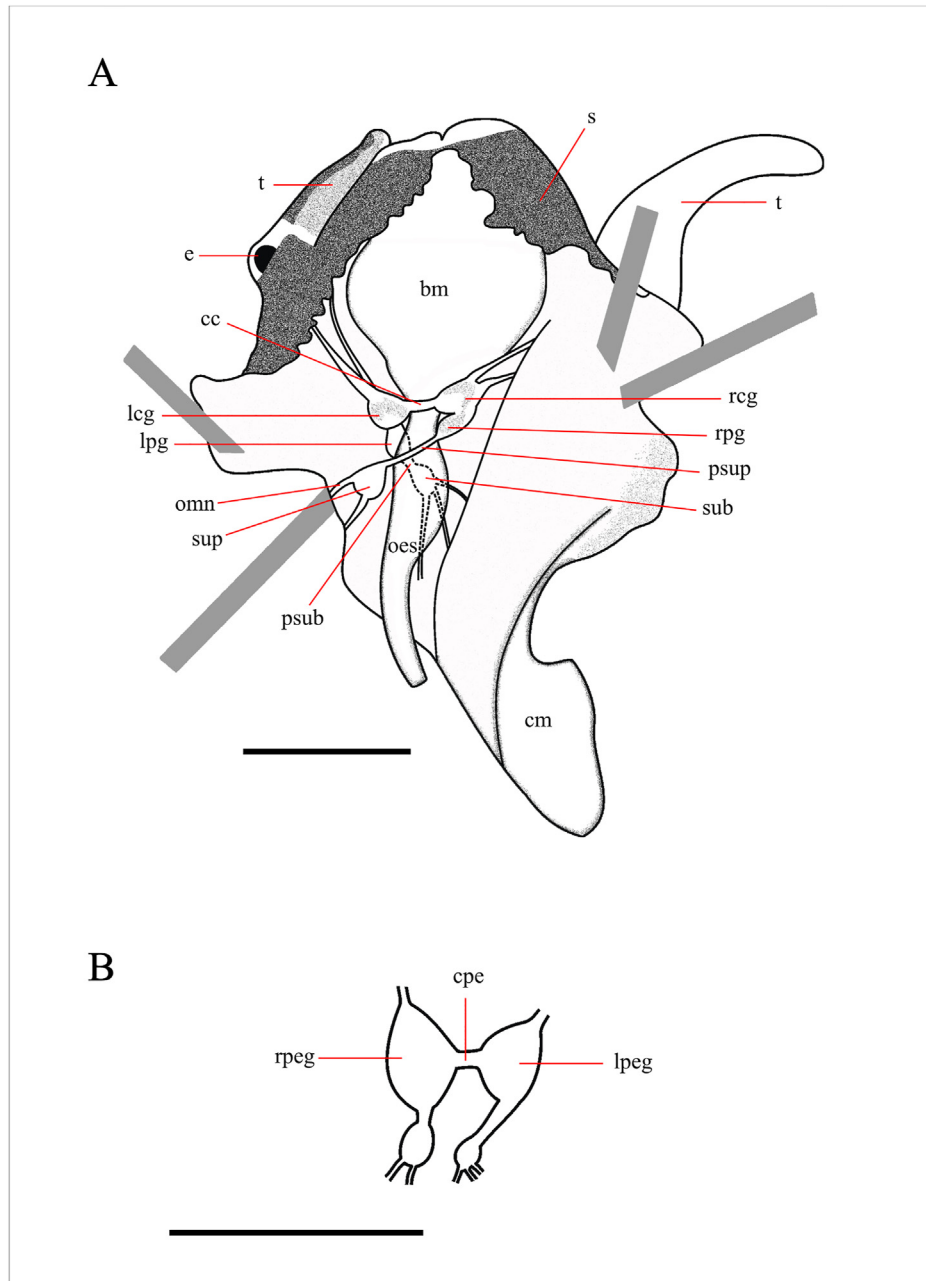 A
s
t
t
e
bm
cc
lcg
rcg
lpg
rpg
psup
omn
sub
sup
oes
psub
cm
B
cpe
rpeg
lpeg